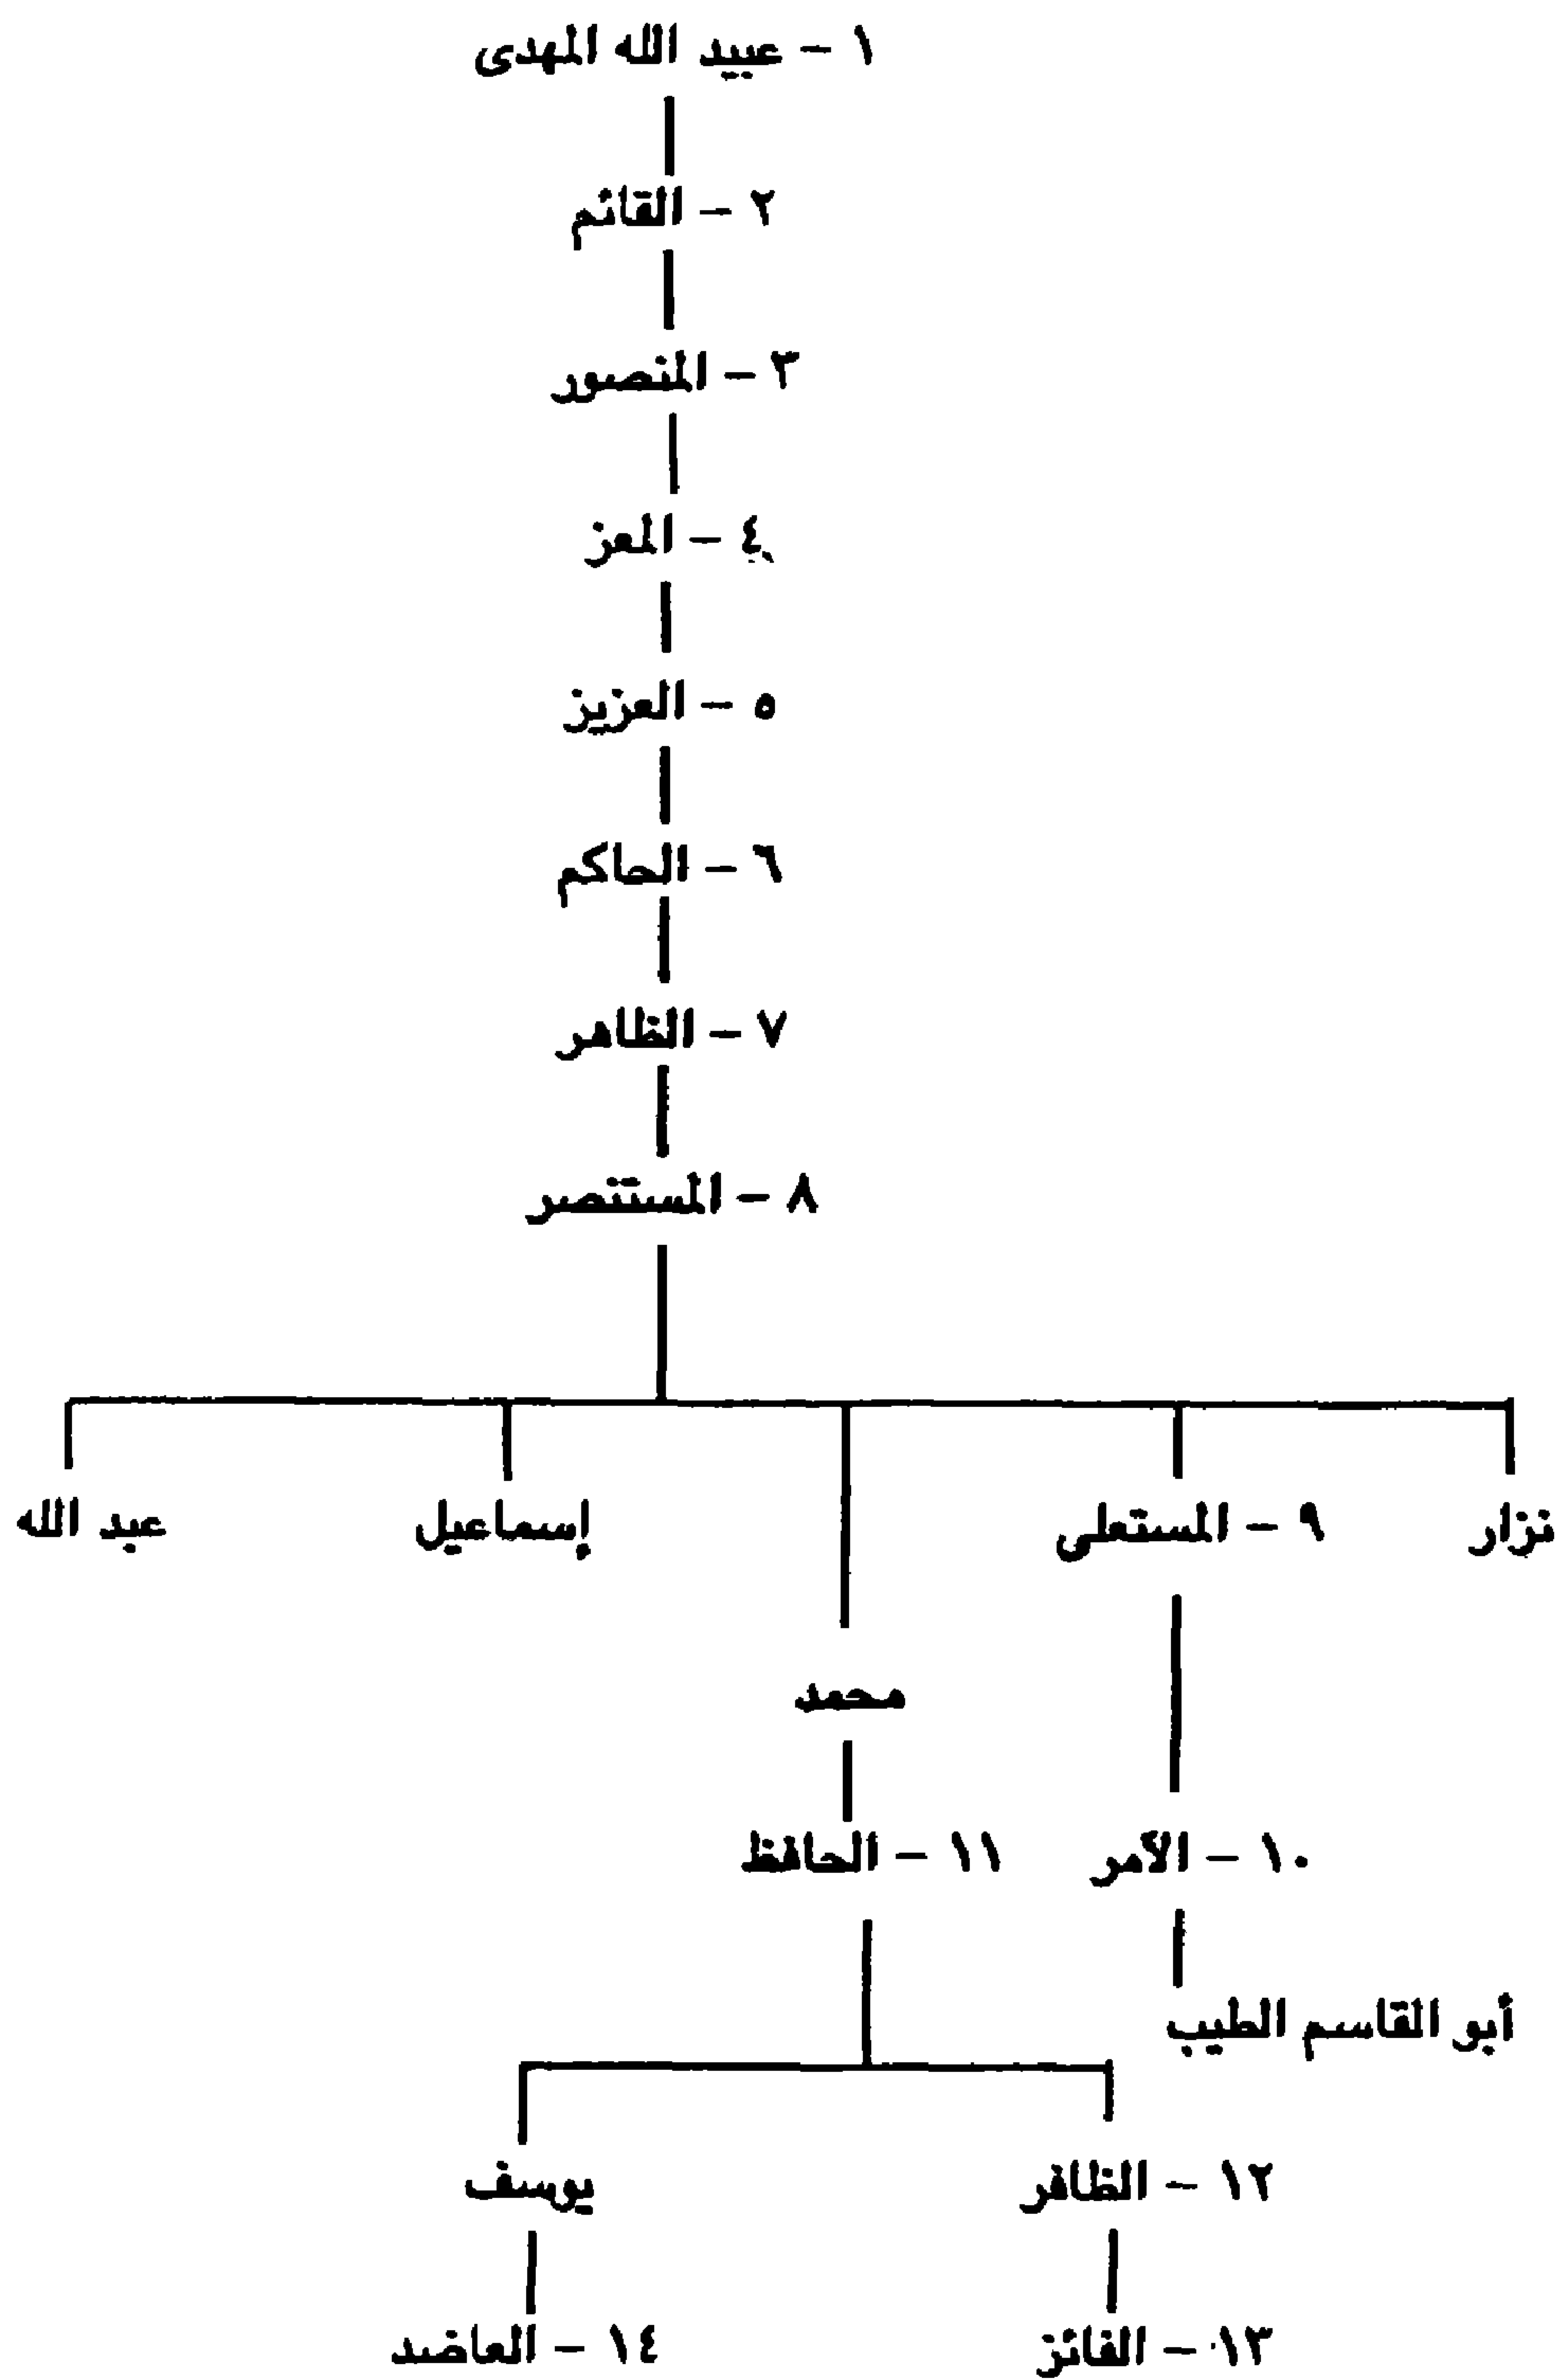 ١ - عبيد الله المهدى
٢ - القائم
٣ - المنصور
٤ - المعز
٥ - العزيز
٦ - الحاكم
٧ - الظاهر
٨ - المستنصر
نزار
٩ - المستعلى
إسماعيل
عبد الله
محمد
١٠ - الآمر
١١ - الحافظ
أبو القاسم الطيب
١٢ - الظافر
يوسف
١٣ - الفائز
١٤ - العاضد